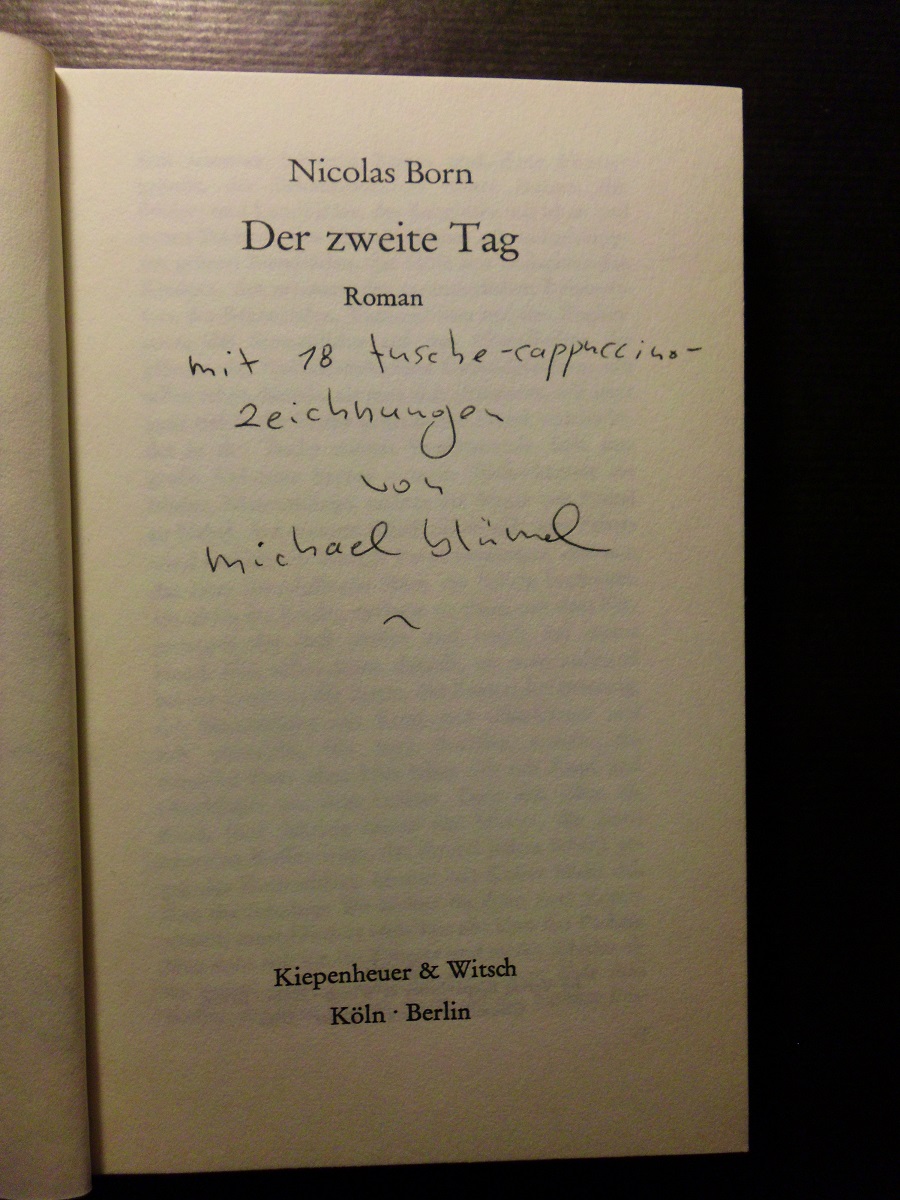 Nicolas Born
Der zweite Tag
Roman
mit 18 tusche-cappuccino-
zeichnungen
von
michael blümel
~
Kiepenheuer & Witsch
Köln · Berlin